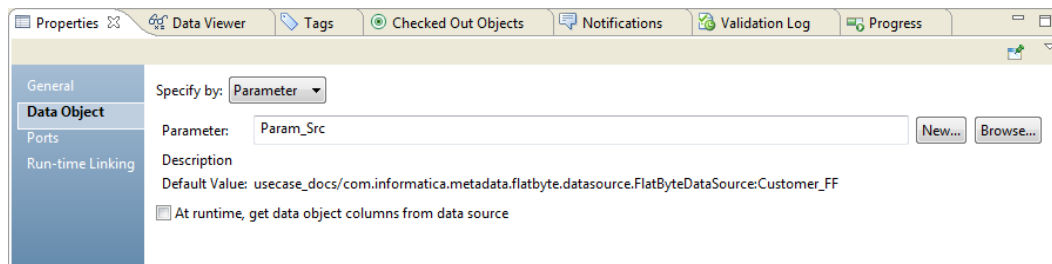 Properties Data Viewer Tags Checked Out Objects Notifications Validation Log Progress
General
Data Object
Ports
Run-time Linking
Specify by: Parameter
Parameter: Param_Src New... Browse...
Description
Default Value: usecase_docs/com.informatica.metadata.flatbyte.datasource.FlatByteDataSource:Customer_FF
At runtime, get data object columns from data source